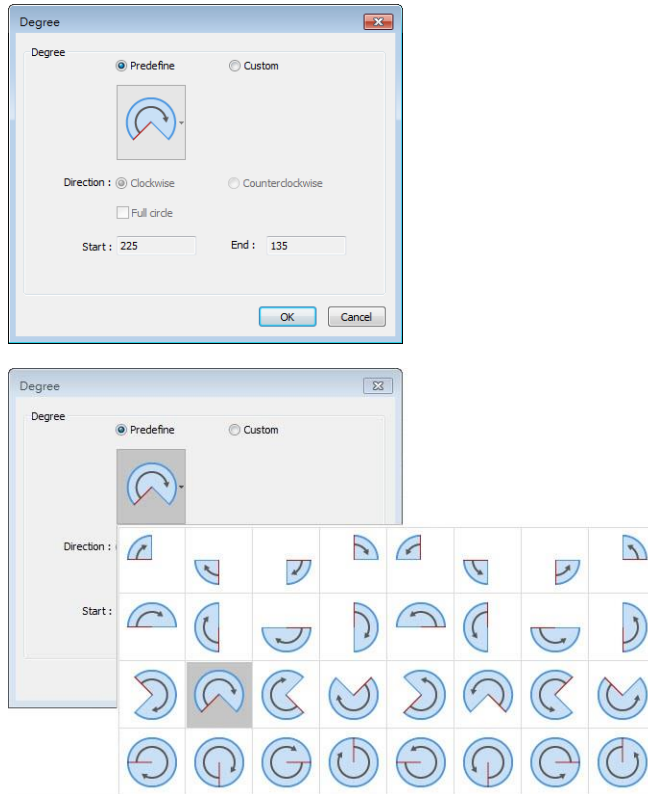 Degree
Degree
Predefine Custom
Direction : Clockwise Counterclockwise
Full circle
Start : 225 End : 135
OK Cancel
Degree
Degree
Predefine Custom
Direction :
Start :